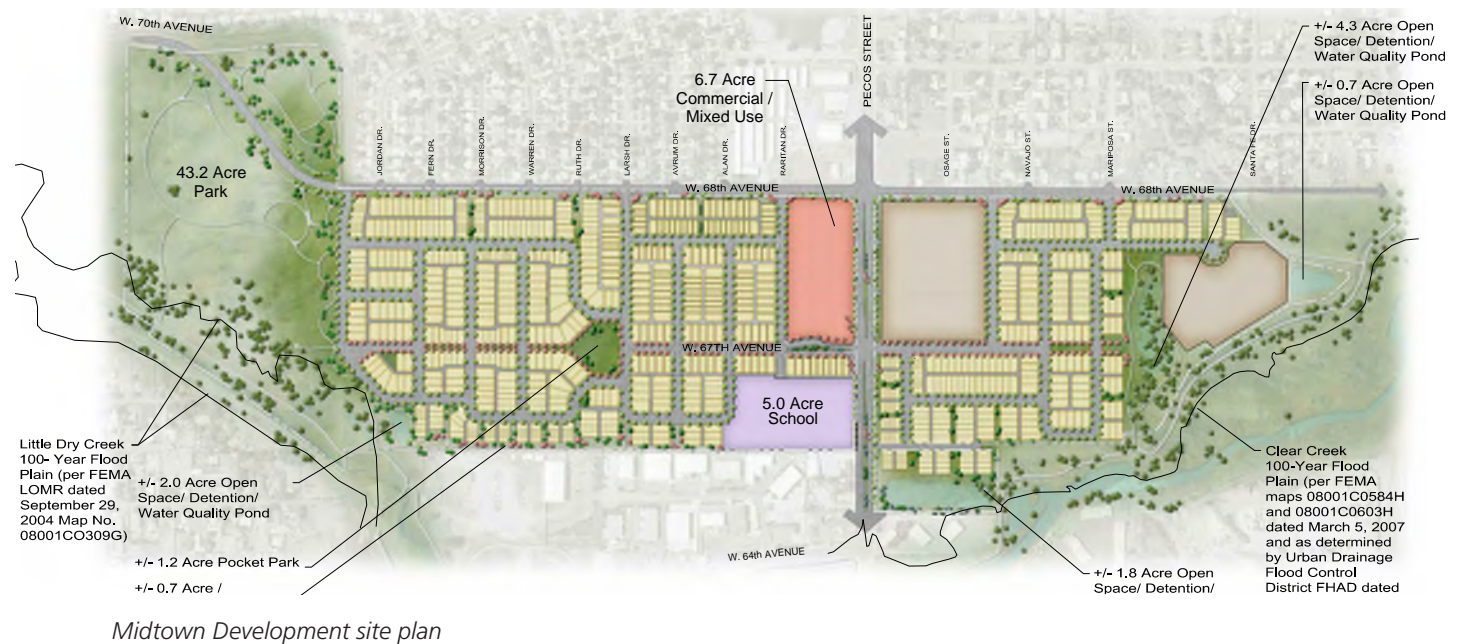 W. 70th AVENUE
PECOS STREET
+/- 4.3 Acre Open
Space/ Detention/
Water Quality Pond
6.7 Acre
Commercial /
Mixed Use
+/- 0.7 Acre Open
Space/ Detention/
Water Quality Pond
43.2 Acre
Park
JORDAN DR.
FERN DR.
MORRISON DR.
WARREN DR.
RUTH DR.
LARSH DR.
AVRUM DR.
ALAN DR.
RARITAN DR.
OSAGE ST.
NAVAJO ST.
MARIPOSA ST.
SANTA FE DR.
W. 68th AVENUE
W. 68th AVENUE
W. 67TH AVENUE
5.0 Acre
School
Little Dry Creek
100- Year Flood
Plain (per FEMA
LOMR dated
September 29,
2004 Map No.
08001CO309G)
+/- 2.0 Acre Open
Space/ Detention/
Water Quality Pond
+/- 1.2 Acre Pocket Park
+/- 0.7 Acre /
W. 64th AVENUE
+/- 1.8 Acre Open
Space/ Detention/
Clear Creek
100-Year Flood
Plain (per FEMA
maps 08001C0584H
and 08001C0603H
dated March 5, 2007
and as determined
by Urban Drainage
Flood Control
District FHAD dated
Midtown Development site plan